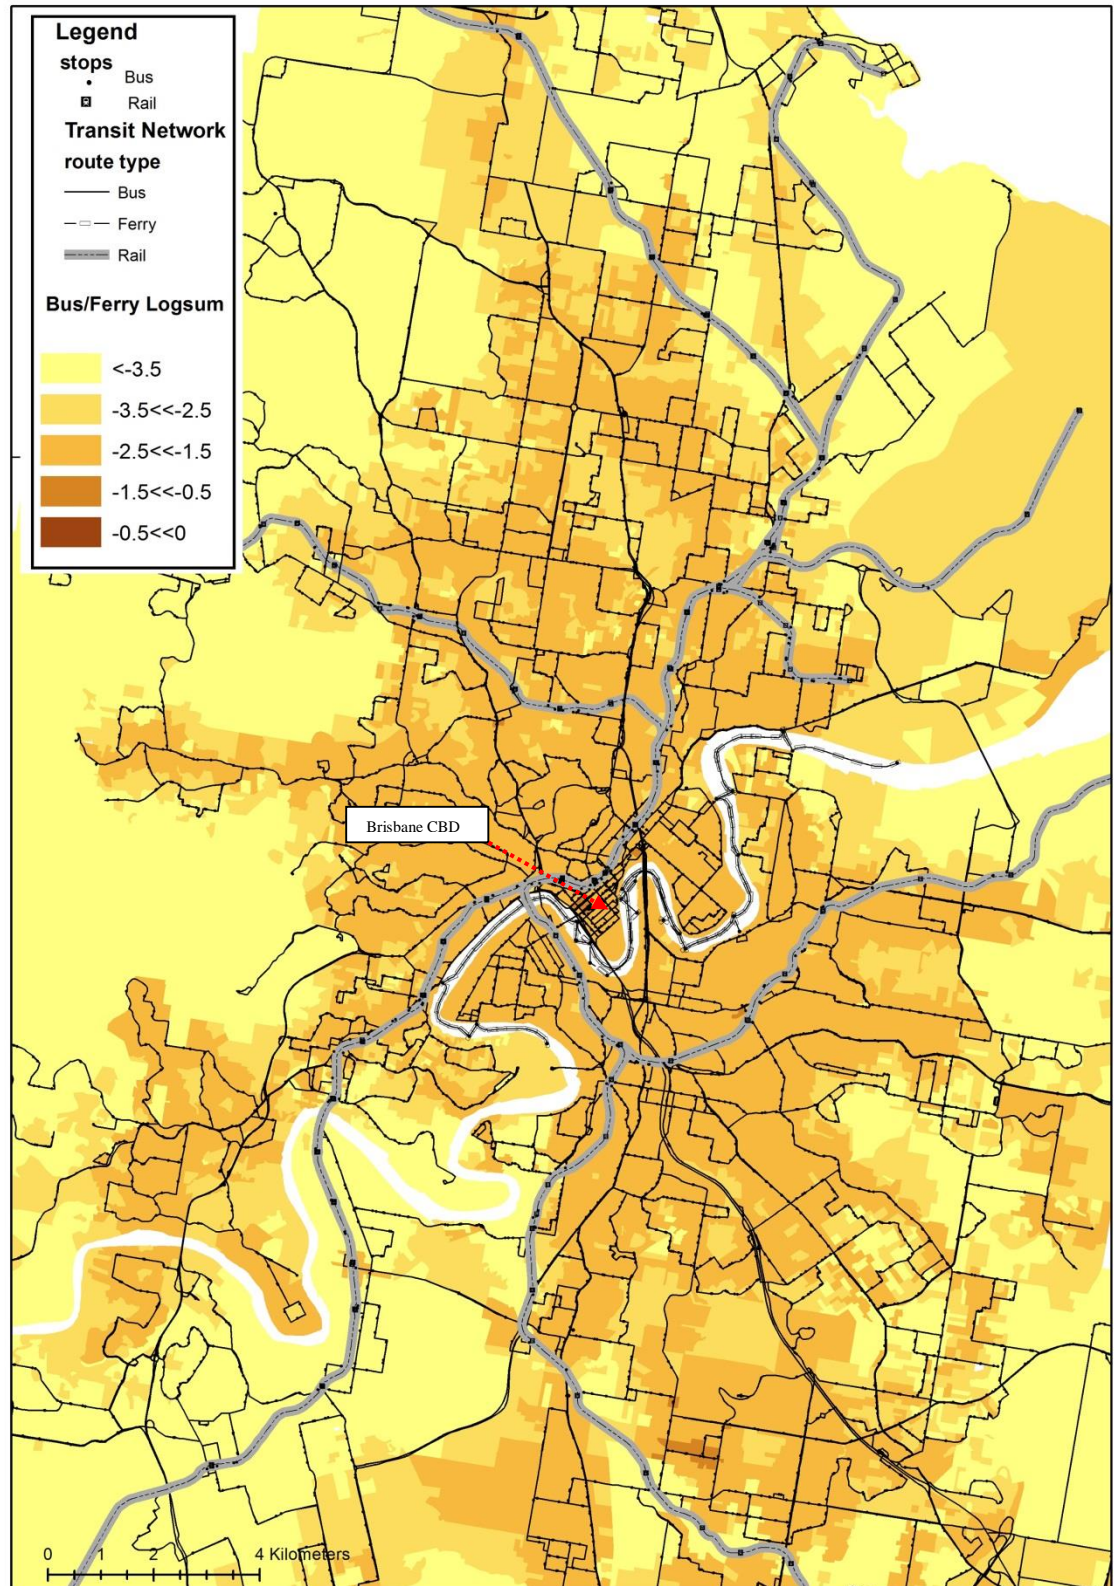 Legend
stops
Bus
Rail
Transit Network
route type
Bus
Ferry
Rail
Bus/Ferry Logsum
<-3.5
-3.5<<-2.5
-2.5<<-1.5
-1.5<<-0.5
-0.5<<0
Brisbane CBD
0 1 2 4 Kilometers